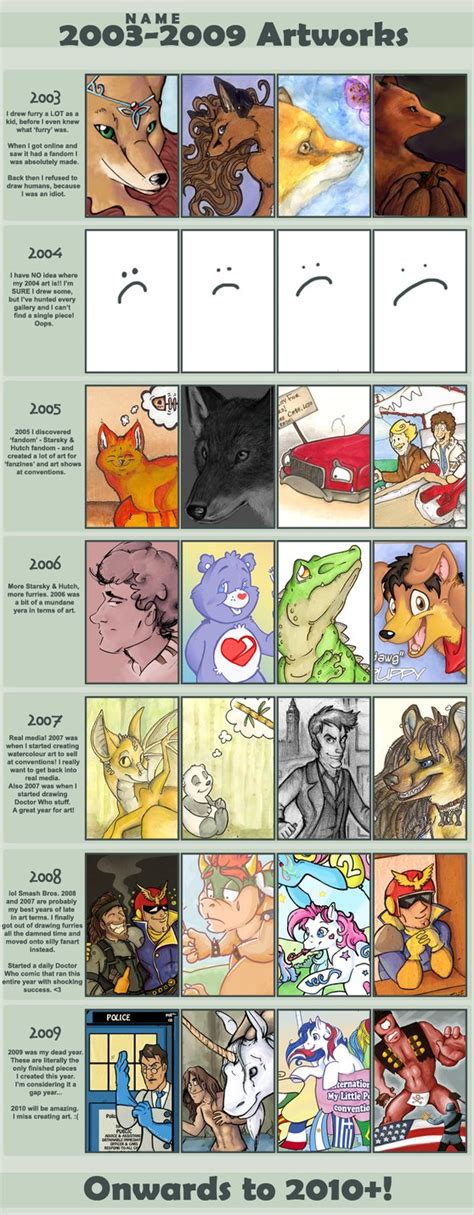 NAME
2003-2009 Artworks
2003
I drew furry a LOT as a
kid, before I even knew
what 'furry' was.
When I got online and
saw it had a fandom I
was absolutely made.
Back then I refused to
draw humans, because
I was an idiot.
2004
I have NO idea where
my 2004 art is!! I'm
SURE I drew some,
but I've hunted every
gallery and I can't
find a single piece!
Oops.
2005
2005 I discovered
'fandom' - Starsky &
Hutch fandom - and
created a lot of art for
'fanzines' and art shows
at conventions.
2006
More Starsky & Hutch,
more furries. 2006 was
a bit of a mundane
yera in terms of art.
PUPPY
2007
Real media! 2007 was
when I started creating
watercolour art to sell
at conventions! I really
want to get back into
real media.
Also 2007 was when I
started drawing
Doctor Who stuff.
A great year for art!
2008
lol Smash Bros. 2008
and 2007 are probably
my best years of late
in art terms. I finally
got out of drawing furries
all the damned time and
moved onto silly fanart
instead.
Started a daily Doctor
Who comic that ran this
entire year with shocking
success. <3
2009
2009 was my dead year.
These are literally the
only finished pieces
I created this year.
I'm considering it a
gap year...
2010 will be amazing.
I miss creating art. :(
POLICE
PUBLIC
International
My Little Po
convention
Onwards to 2010+!